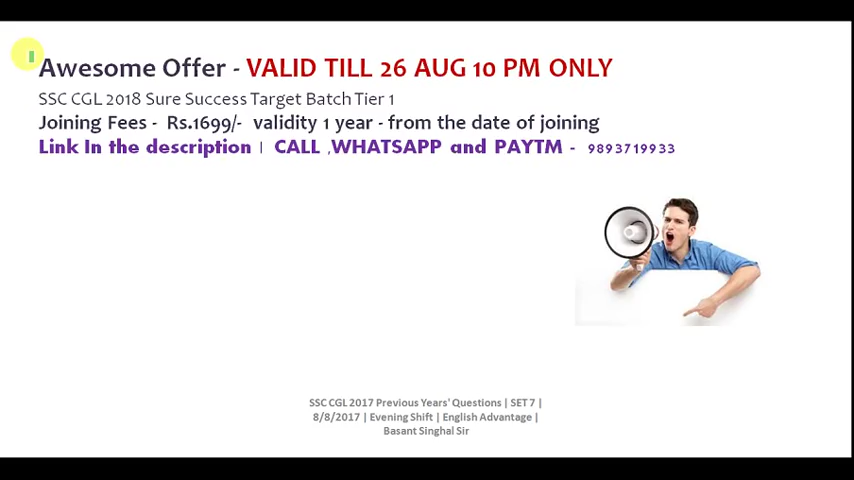 Awesome Offer - VALID TILL 26 AUG 10 PM ONLY
SSC CGL 2018 Sure Success Target Batch Tier 1
Joining Fees - Rs.1699/- validity 1 year - from the date of joining
Link In the description | CALL ,WHATSAPP and PAYTM - 9893719933
SSC CGL 2017 Previous Years' Questions | SET 7 |
8/8/2017 | Evening Shift | English Advantage |
Basant Singhal Sir